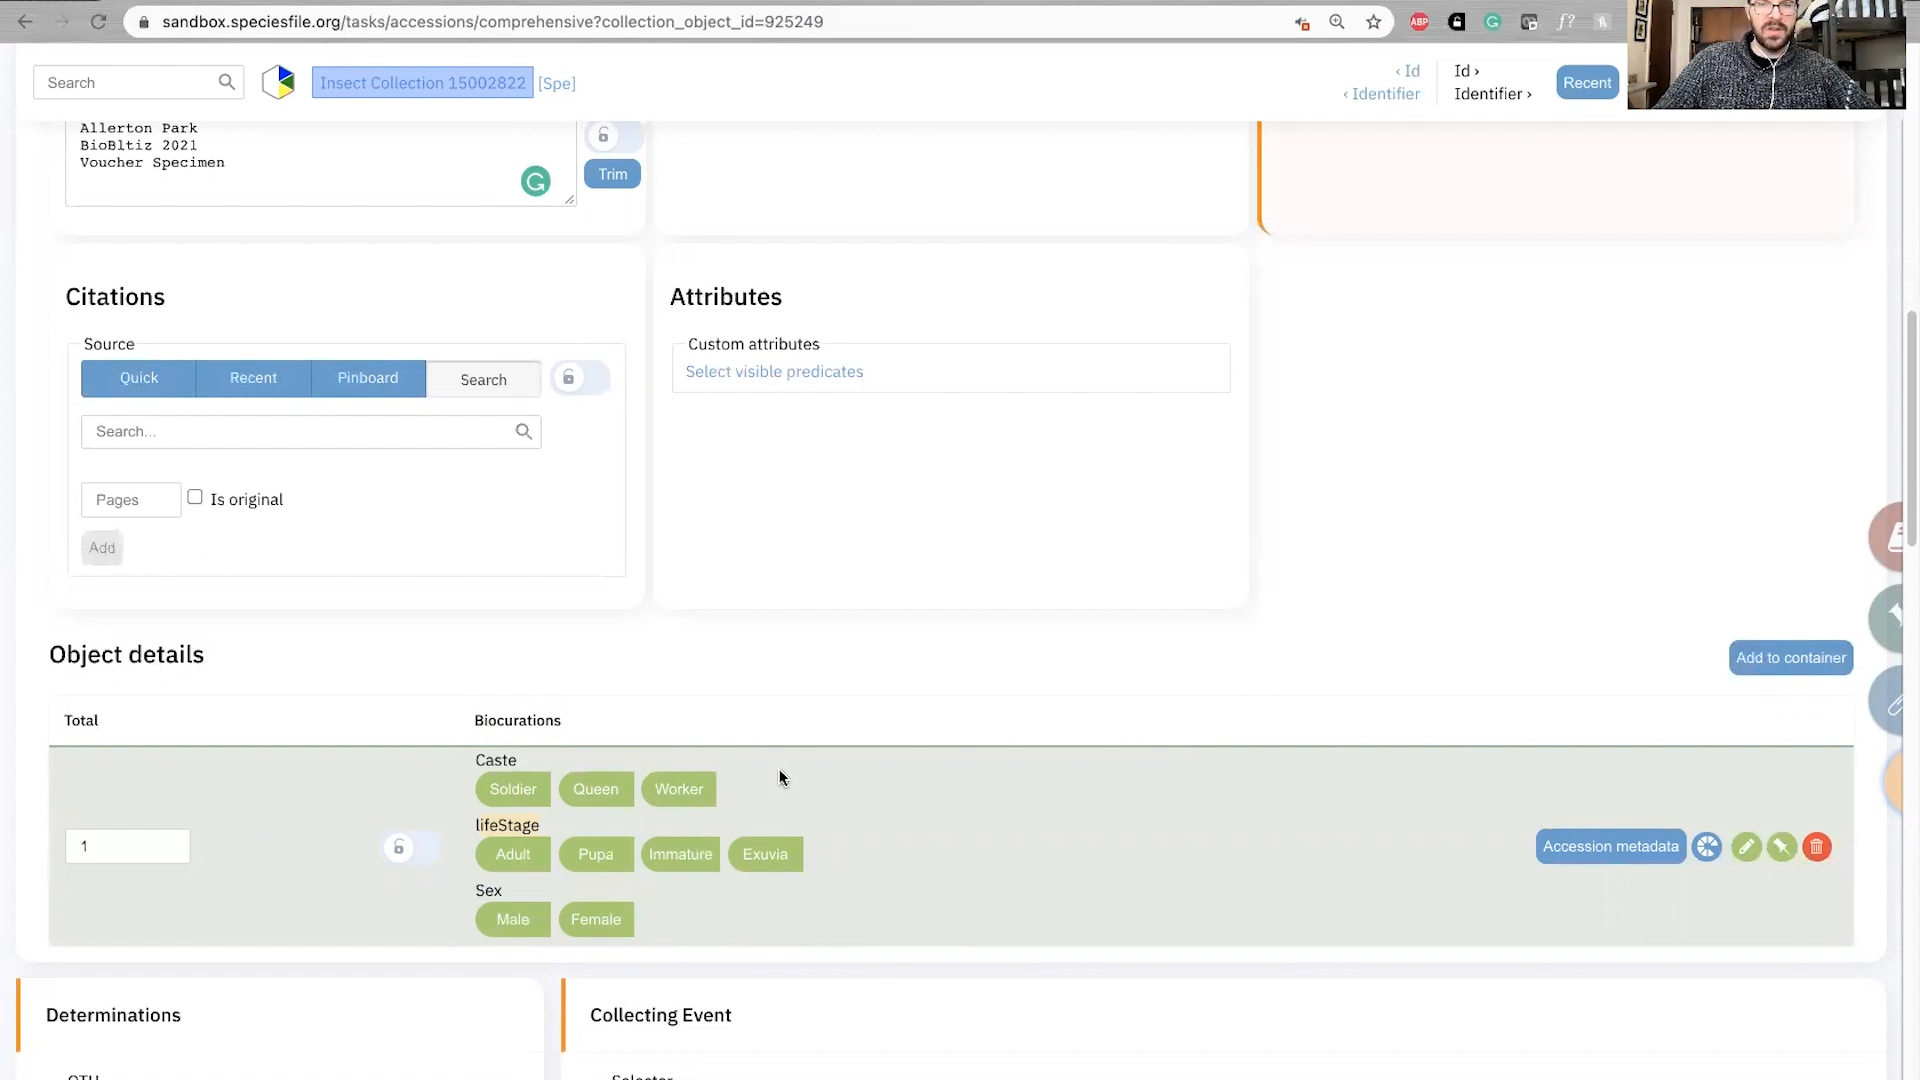 sandbox.speciesfile.org/tasks/accessions/comprehensive?collection_object_id=925249
ABP
f?
Search
Insect Collection 15002822 [Spe]
‹ Id
‹ Identifier
Id ›
Identifier ›
Recent
Allerton Park
BioBltiz 2021
Voucher Specimen
Trim
Citations
Source
Quick Recent Pinboard Search
Search...
Pages Is original
Add
Attributes
Custom attributes
Select visible predicates
Object details
Add to container
Total Biocurations
Caste
Soldier Queen Worker
lifeStage
1
Adult Pupa Immature Exuvia
Accession metadata
Sex
Male Female
Determinations
Collecting Event